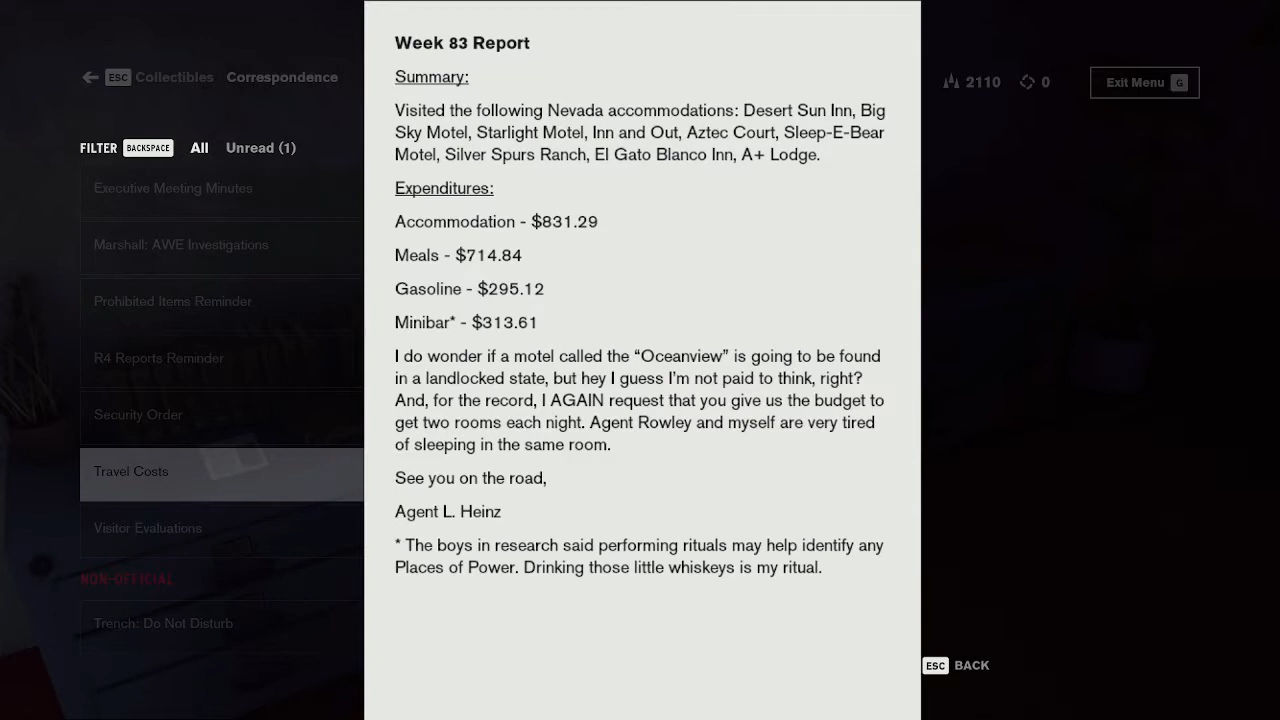 Week 83 Report
← ESC Collectibles Correspondence
Summary:
2110 0
Exit Menu G
Visited the following Nevada accommodations: Desert Sun Inn, Big
Sky Motel, Starlight Motel, Inn and Out, Aztec Court, Sleep-E-Bear
Motel, Silver Spurs Ranch, El Gato Blanco Inn, A+ Lodge.
FILTER BACKSPACE All Unread (1)
Executive Meeting Minutes
Marshall: AWE Investigations
Prohibited Items Reminder
R4 Reports Reminder
Security Order
Travel Costs
Visitor Evaluations
NON-OFFICIAL
Trench: Do Not Disturb
Expenditures:
Accommodation - $831.29
Meals - $714.84
Gasoline - $295.12
Minibar* - $313.61
I do wonder if a motel called the “Oceanview” is going to be found
in a landlocked state, but hey I guess I’m not paid to think, right?
And, for the record, I AGAIN request that you give us the budget to
get two rooms each night. Agent Rowley and myself are very tired
of sleeping in the same room.
See you on the road,
Agent L. Heinz
* The boys in research said performing rituals may help identify any
Places of Power. Drinking those little whiskeys is my ritual.
ESC BACK